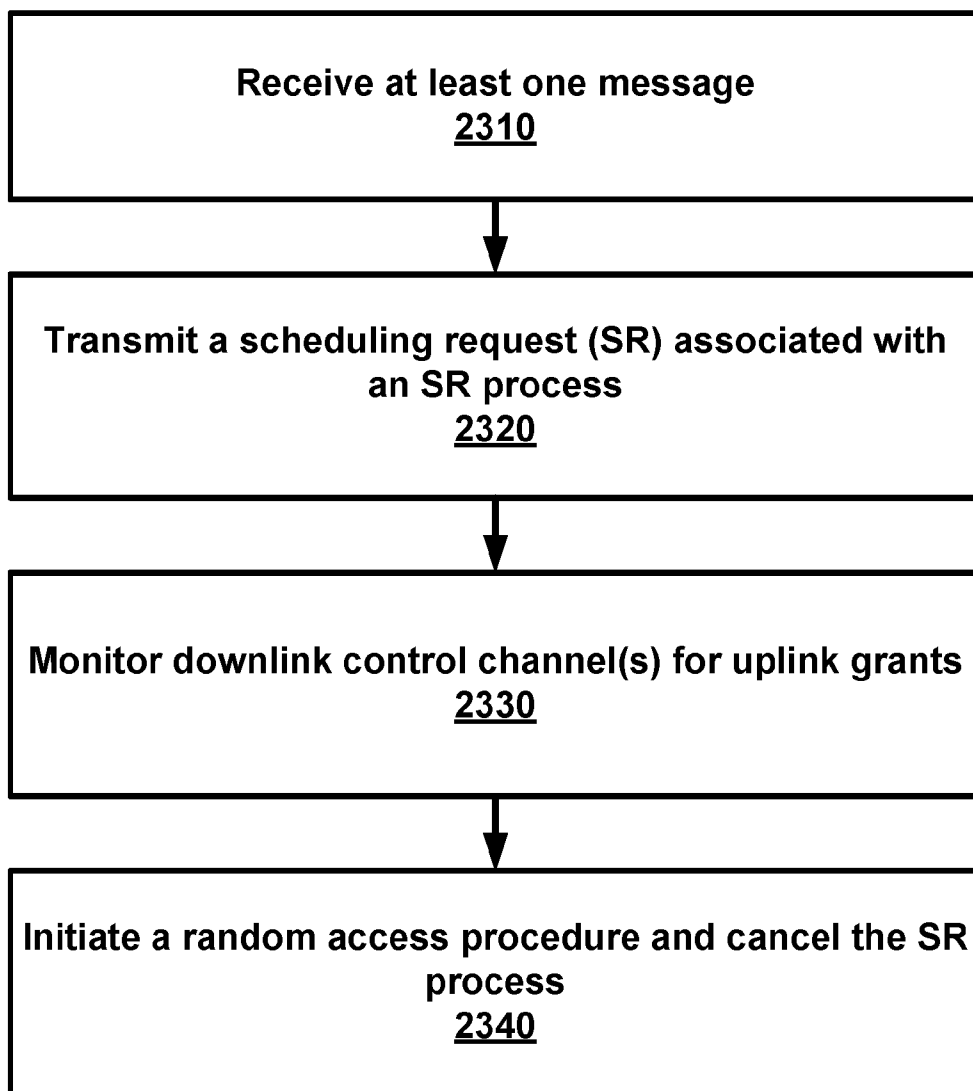 Receive at least one message
2310
Transmit a scheduling request (SR) associated with
an SR process
2320
Monitor downlink control channel(s) for uplink grants
2330
Initiate a random access procedure and cancel the SR
process
2340